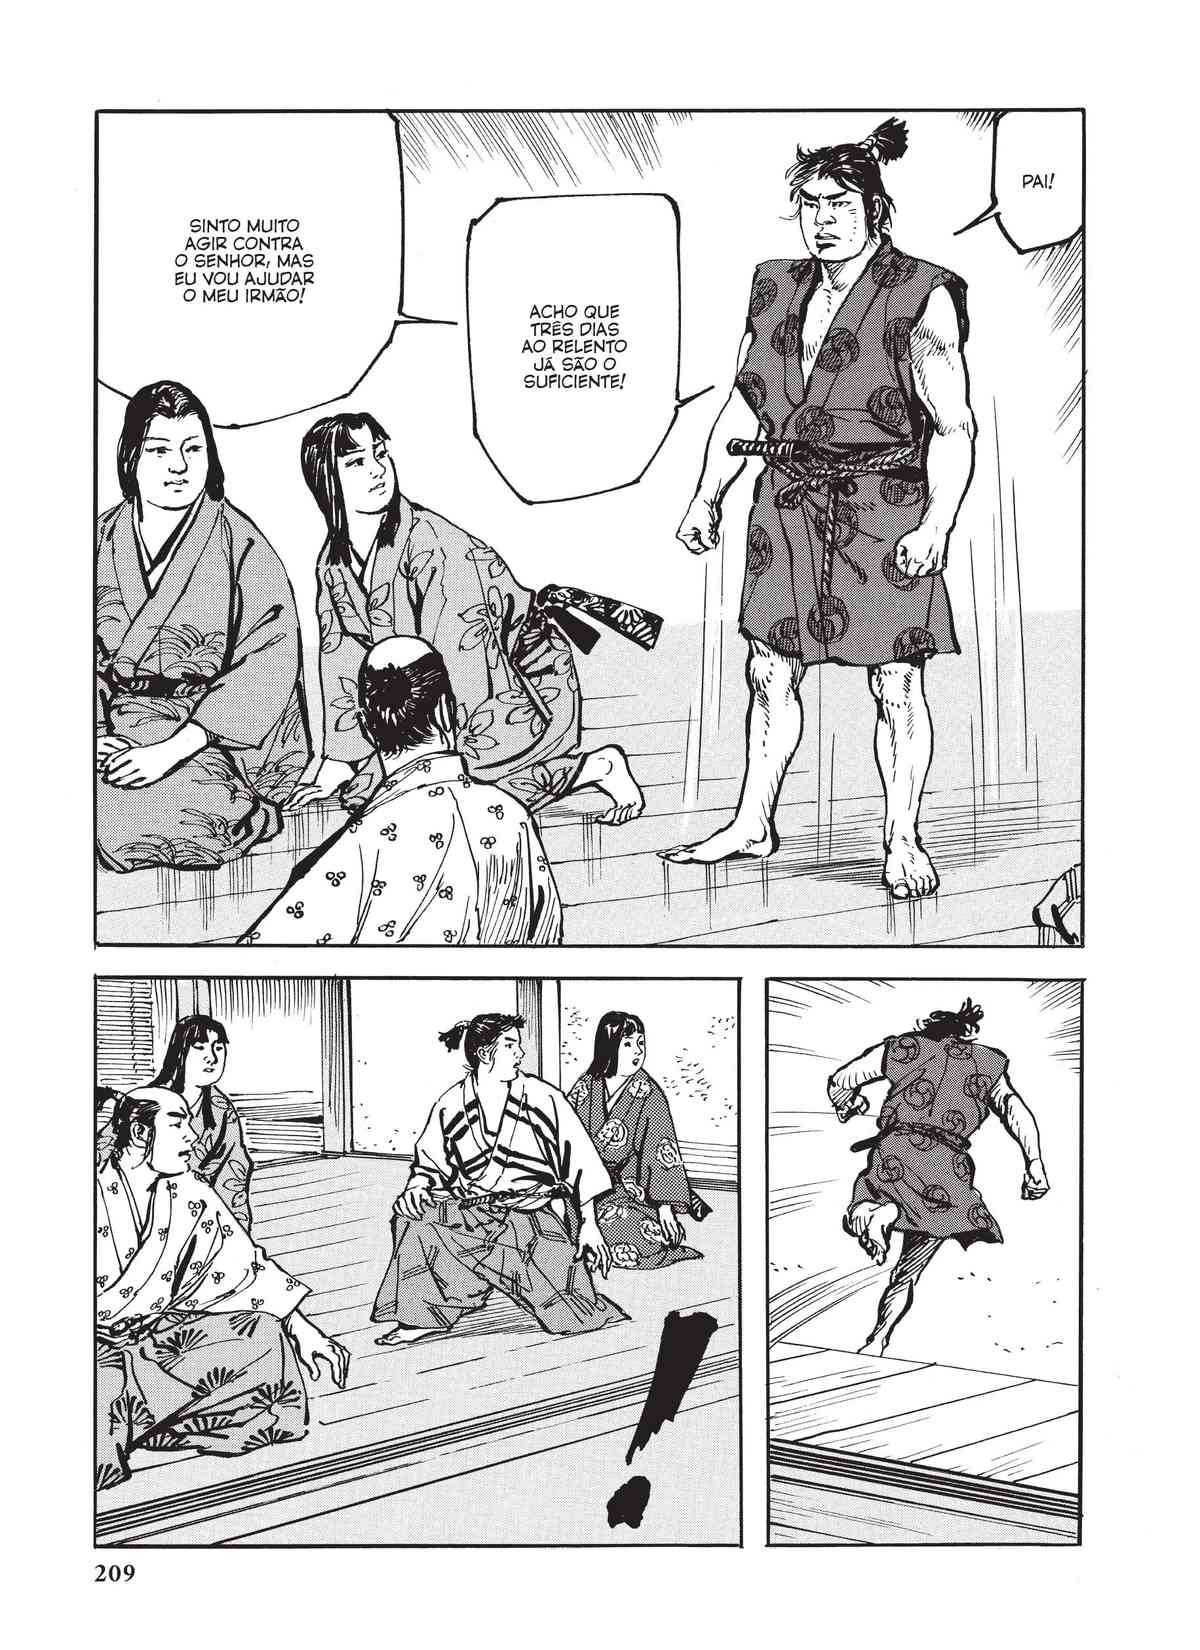 PAI!
ACHO QUE
TRÊS DIAS
AO RELENTO
JÁ SÃO O
SUFICIENTE!
SINTO MUITO
AGIR CONTRA
O SENHOR, MAS
EU VOU AJUDAR
O MEU IRMÃO!
!
209